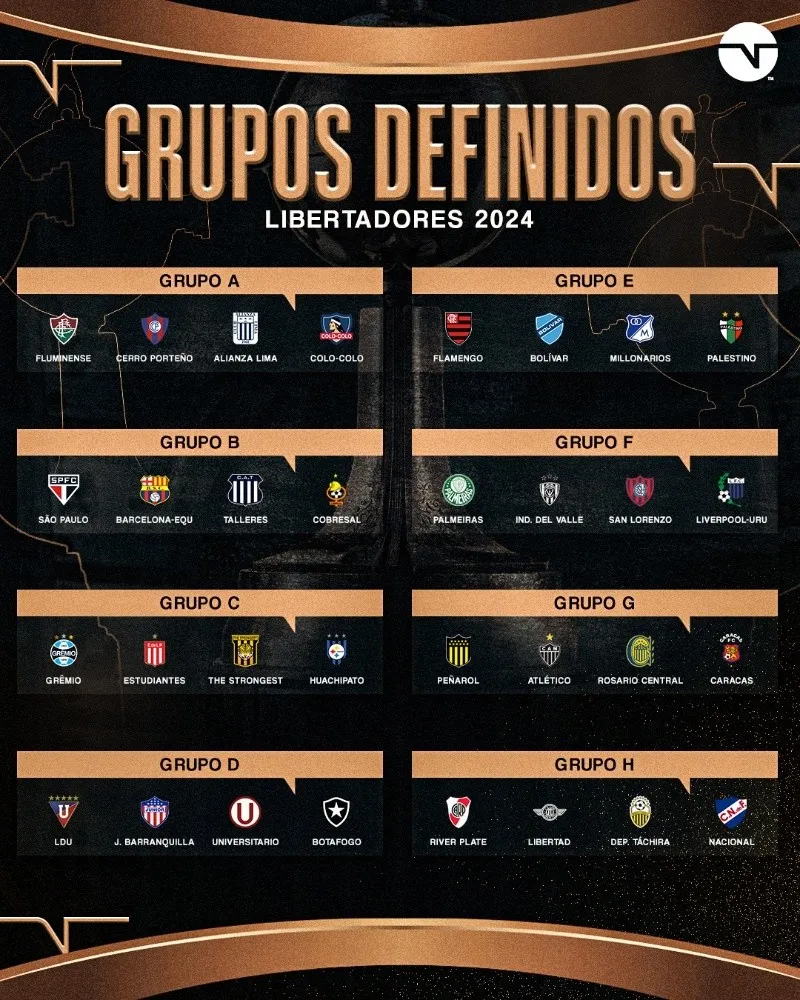 GRUPOS DEFINIDOS
LIBERTADORES 2024
GRUPO A
FLUMINENSE CERRO PORTEÑO ALIANZA LIMA COLO-COLO
GRUPO E
FLAMENGO BOLÍVAR MILLONARIOS PALESTINO
GRUPO B
SÃO PAULO BARCELONA-EQU TALLERES COBRESAL
GRUPO F
PALMEIRAS IND. DEL VALLE SAN LORENZO LIVERPOOL-URU
GRUPO C
GRÊMIO ESTUDIANTES THE STRONGEST HUACHIPATO
GRUPO G
PEÑAROL ATLÉTICO ROSARIO CENTRAL CARACAS
GRUPO D
LDU J. BARRANQUILLA UNIVERSITARIO BOTAFOGO
GRUPO H
RIVER PLATE LIBERTAD DEP. TÁCHIRA NACIONAL